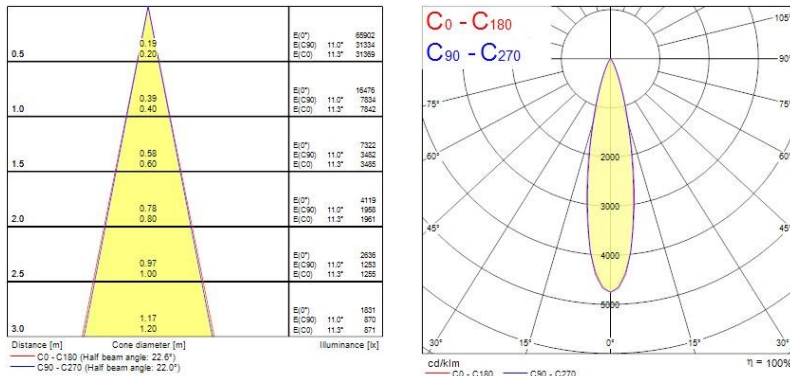 E(0°) 65902
0.19 E(C90) 11.0° 31334
0.5 0.20 E(C0) 11.3° 31369
E(0°) 16476
0.39 E(C90) 11.0° 7834
1.0 0.40 E(C0) 11.3° 7842
E(0°) 7322
0.58 E(C90) 11.0° 3482
1.5 0.60 E(C0) 11.3° 3485
E(0°) 4119
0.78 E(C90) 11.0° 1958
2.0 0.80 E(C0) 11.3° 1961
E(0°) 2636
0.97 E(C90) 11.0° 1253
2.5 1.00 E(C0) 11.3° 1255
E(0°) 1831
1.17 E(C90) 11.0° 870
3.0 1.20 E(C0) 11.3° 871
Distance [m] Cone diameter [m] Illuminance [lx]
C0 - C180 (Half beam angle: 22.6°)
C90 - C270 (Half beam angle: 22.0°)
C0 - C180
C90 - C270
105°
90°
75° 75°
60° 2000 60°
3000
45° 4000 45°
5000
30° 15° 0° 15° 30°
cd/klm η = 100%
C0 - C180 C90 - C270